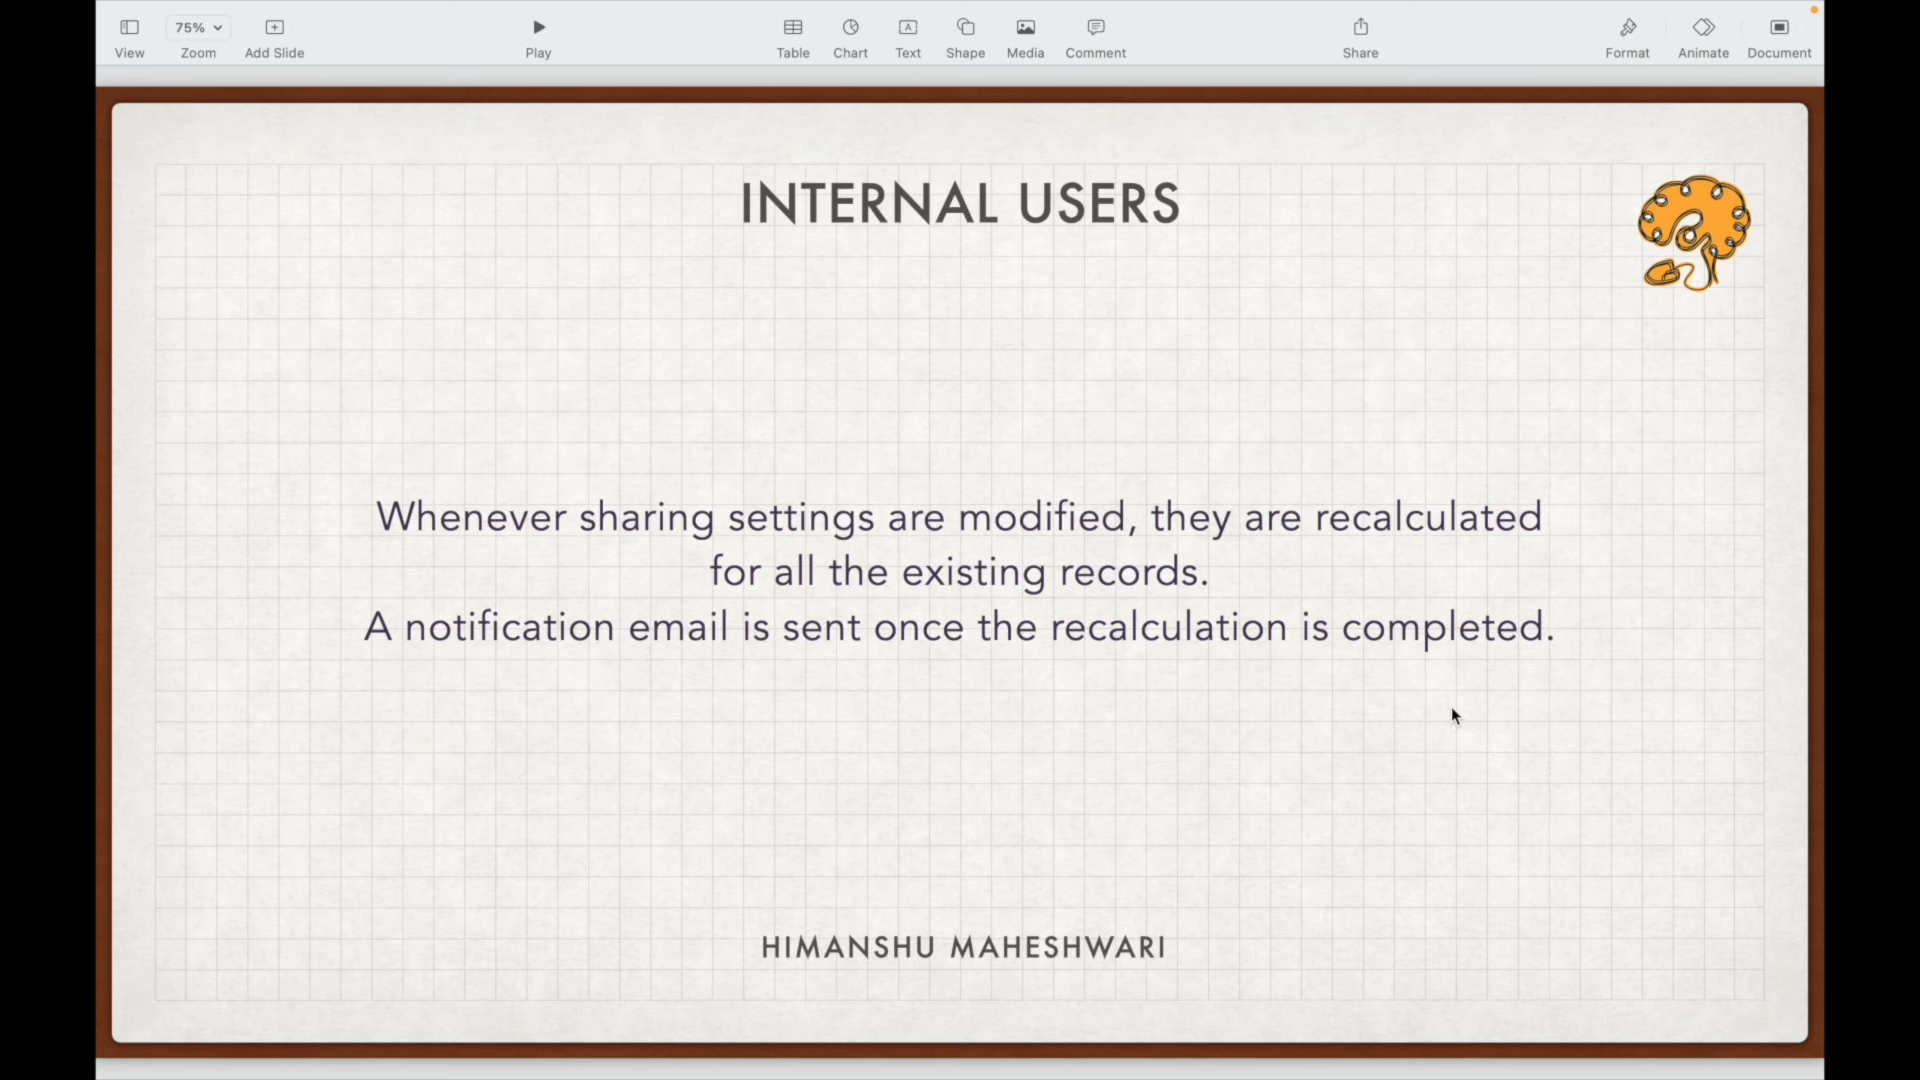 75%
View
Zoom
Add Slide
Play
Table
Chart
Text
Shape
Media
Comment
Share
Format
Animate
Document
INTERNAL USERS
Whenever sharing settings are modified, they are recalculated
for all the existing records.
A notification email is sent once the recalculation is completed.
HIMANSHU MAHESHWARI